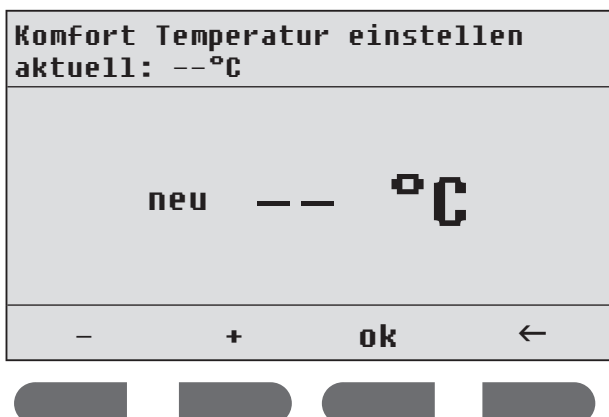 Komfort Temperatur einstellen
aktuell: --°C
neu -- °C
- + ok ←